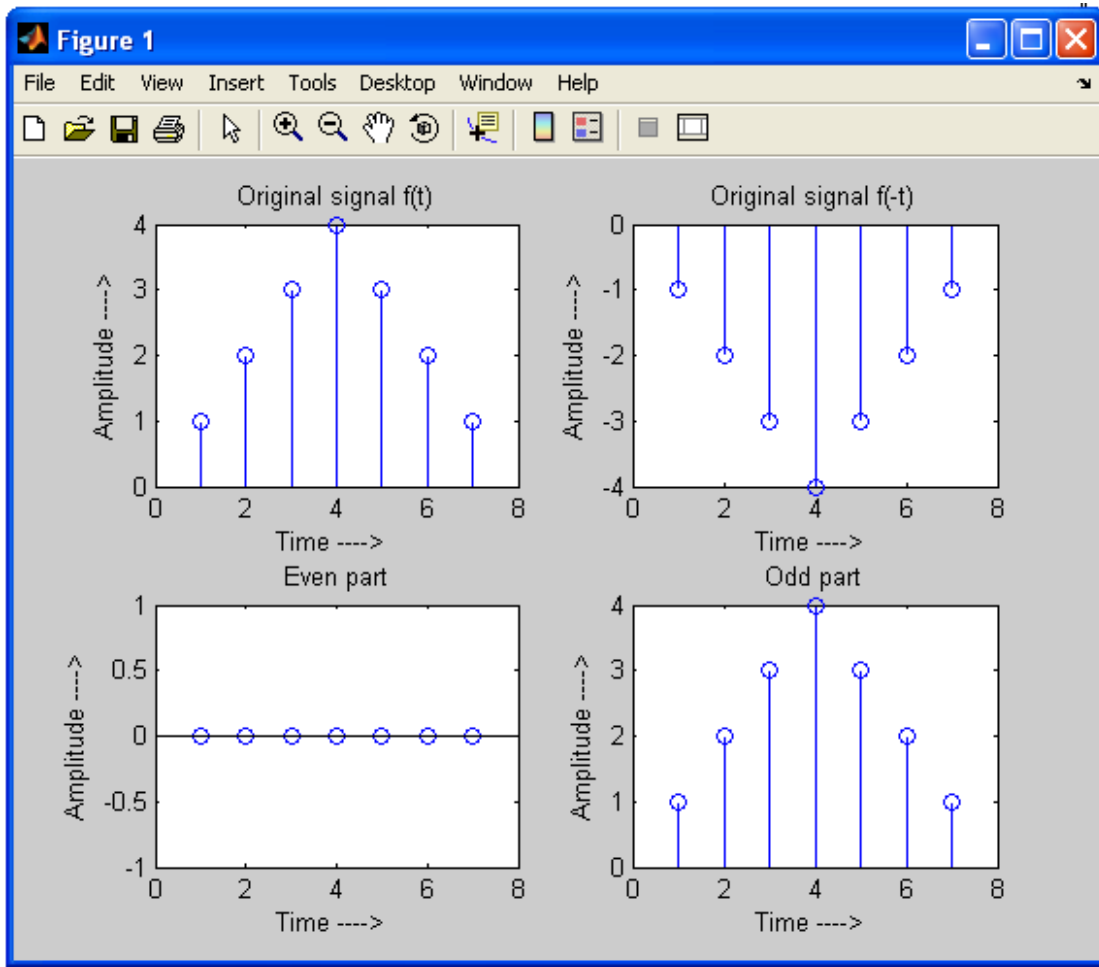 Figure 1
File Edit View Insert Tools Desktop Window Help
Original signal f(t)
Amplitude ---->
4
3
2
1
0
0 2 4 6 8
Time ---->
Original signal f(-t)
Amplitude ---->
0
-1
-2
-3
-4
0 2 4 6 8
Time ---->
Even part
Amplitude ---->
1
0.5
0
-0.5
-1
0 2 4 6 8
Time ---->
Odd part
Amplitude ---->
4
3
2
1
0
0 2 4 6 8
Time ---->